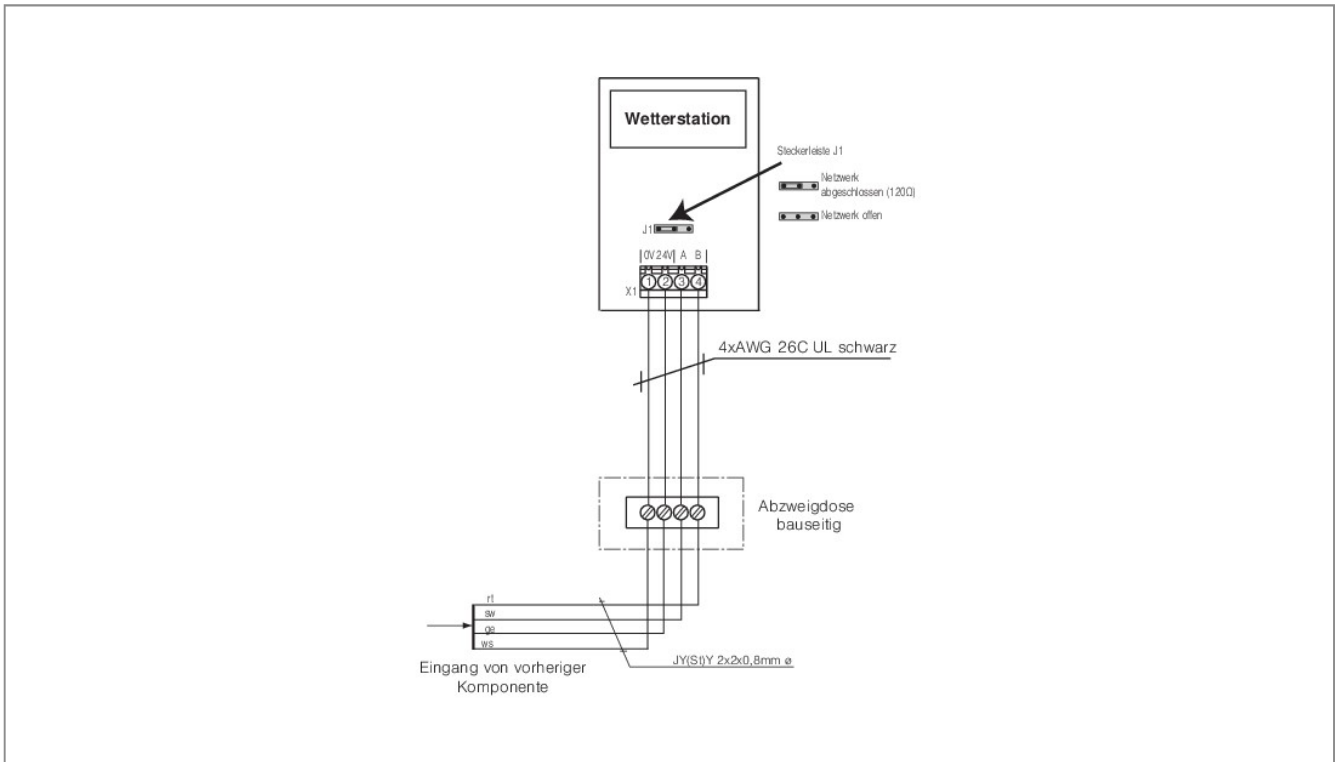 Wetterstation
Steckerleiste J1
Netzwerk
abgeschlossen (120Ω)
Netzwerk offen
J1
0V 24V A B
1 2 3 4
X1
4xAWG 26C UL schwarz
Abzweigdose
bauseitig
rt
sw
ge
ws
JY(St)Y 2x2x0,8mm ø
Eingang von vorheriger
Komponente